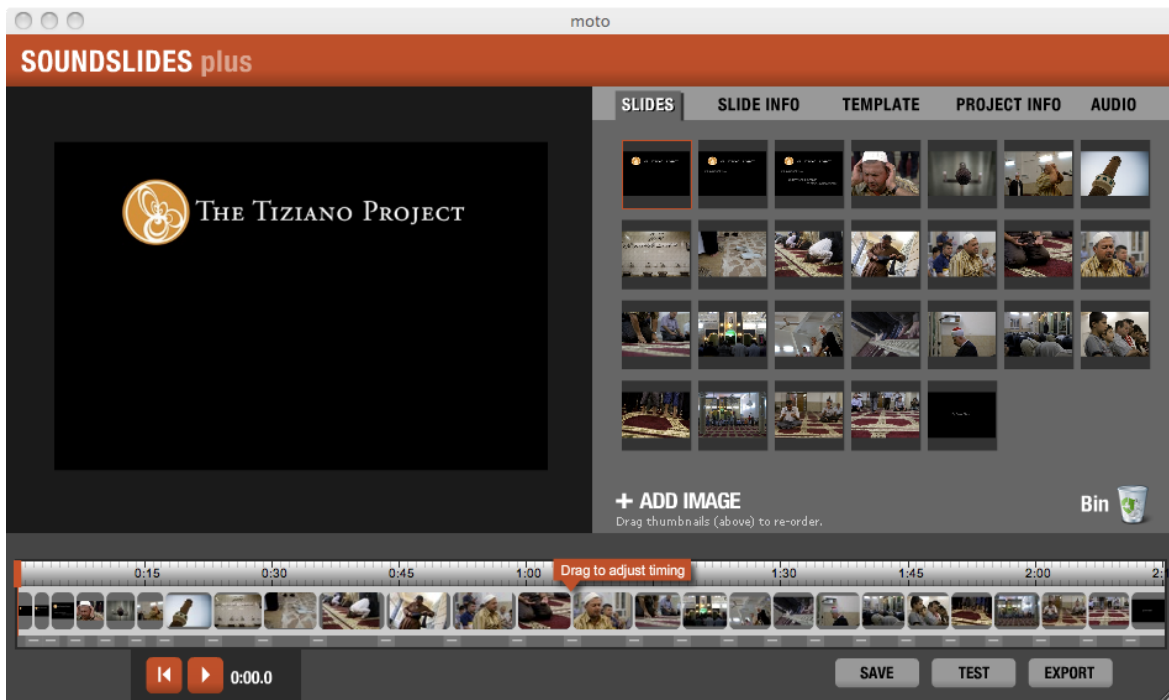 moto
SOUNDSLIDES plus
SLIDES SLIDE INFO TEMPLATE PROJECT INFO AUDIO
THE TIZIANO PROJECT
+ ADD IMAGE
Drag thumbnails (above) to re-order.
Bin
0:15 0:30 0:45 1:00 Drag to adjust timing 1:30 1:45 2:00
0:00.0
SAVE TEST EXPORT